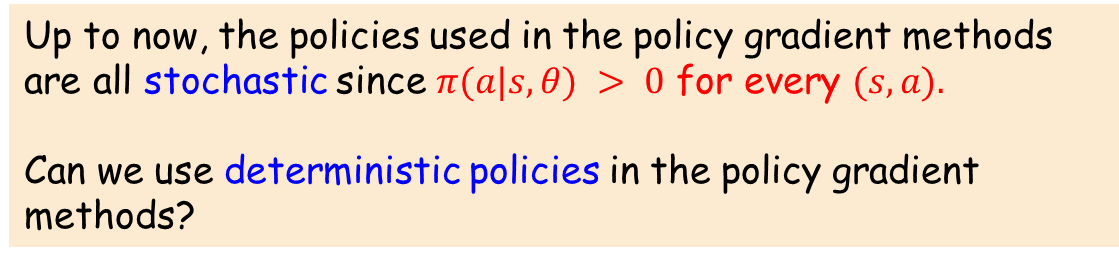 Up to now, the policies used in the policy gradient methods
are all stochastic since π(a|s, θ) > 0 for every (s, a).
Can we use deterministic policies in the policy gradient
methods?